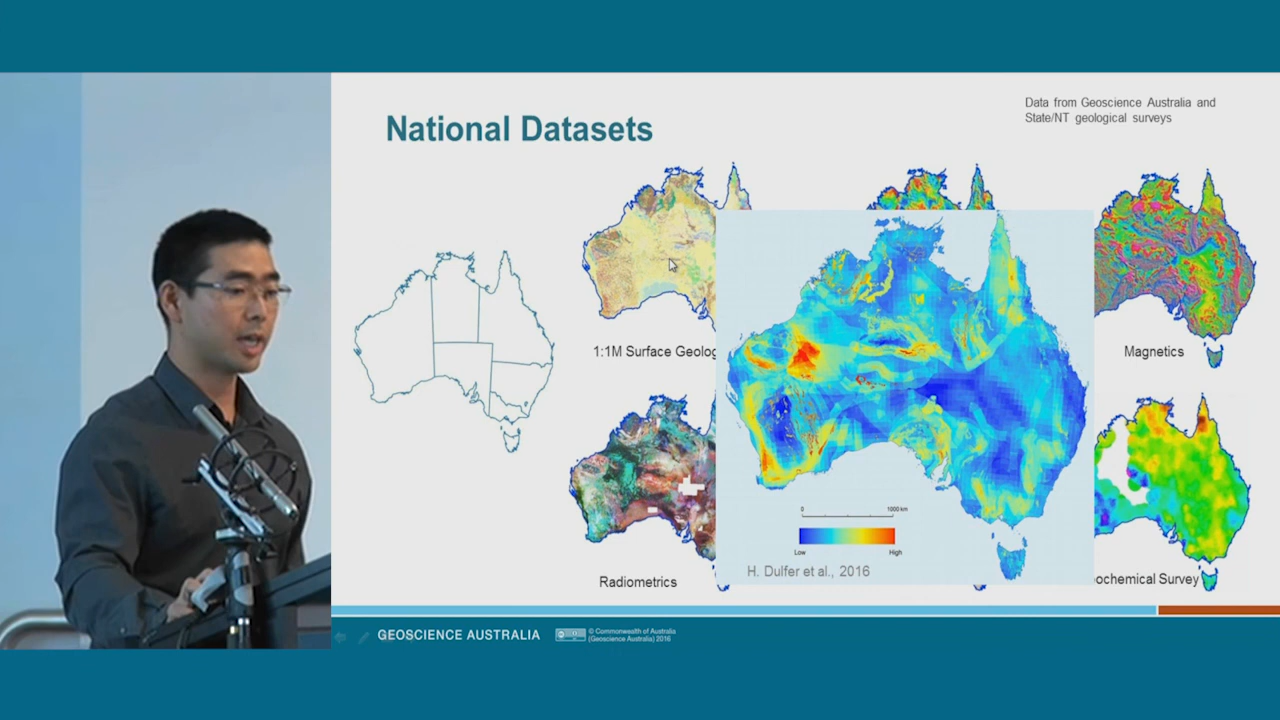 Data from Geoscience Australia and
State/NT geological surveys
National Datasets
1:1M Surface Geolog
Magnetics
0 1000 km
Low High
H. Dulfer et al., 2016
Radiometrics
ochemical Survey
GEOSCIENCE AUSTRALIA
© Commonwealth of Australia
(Geoscience Australia) 2016